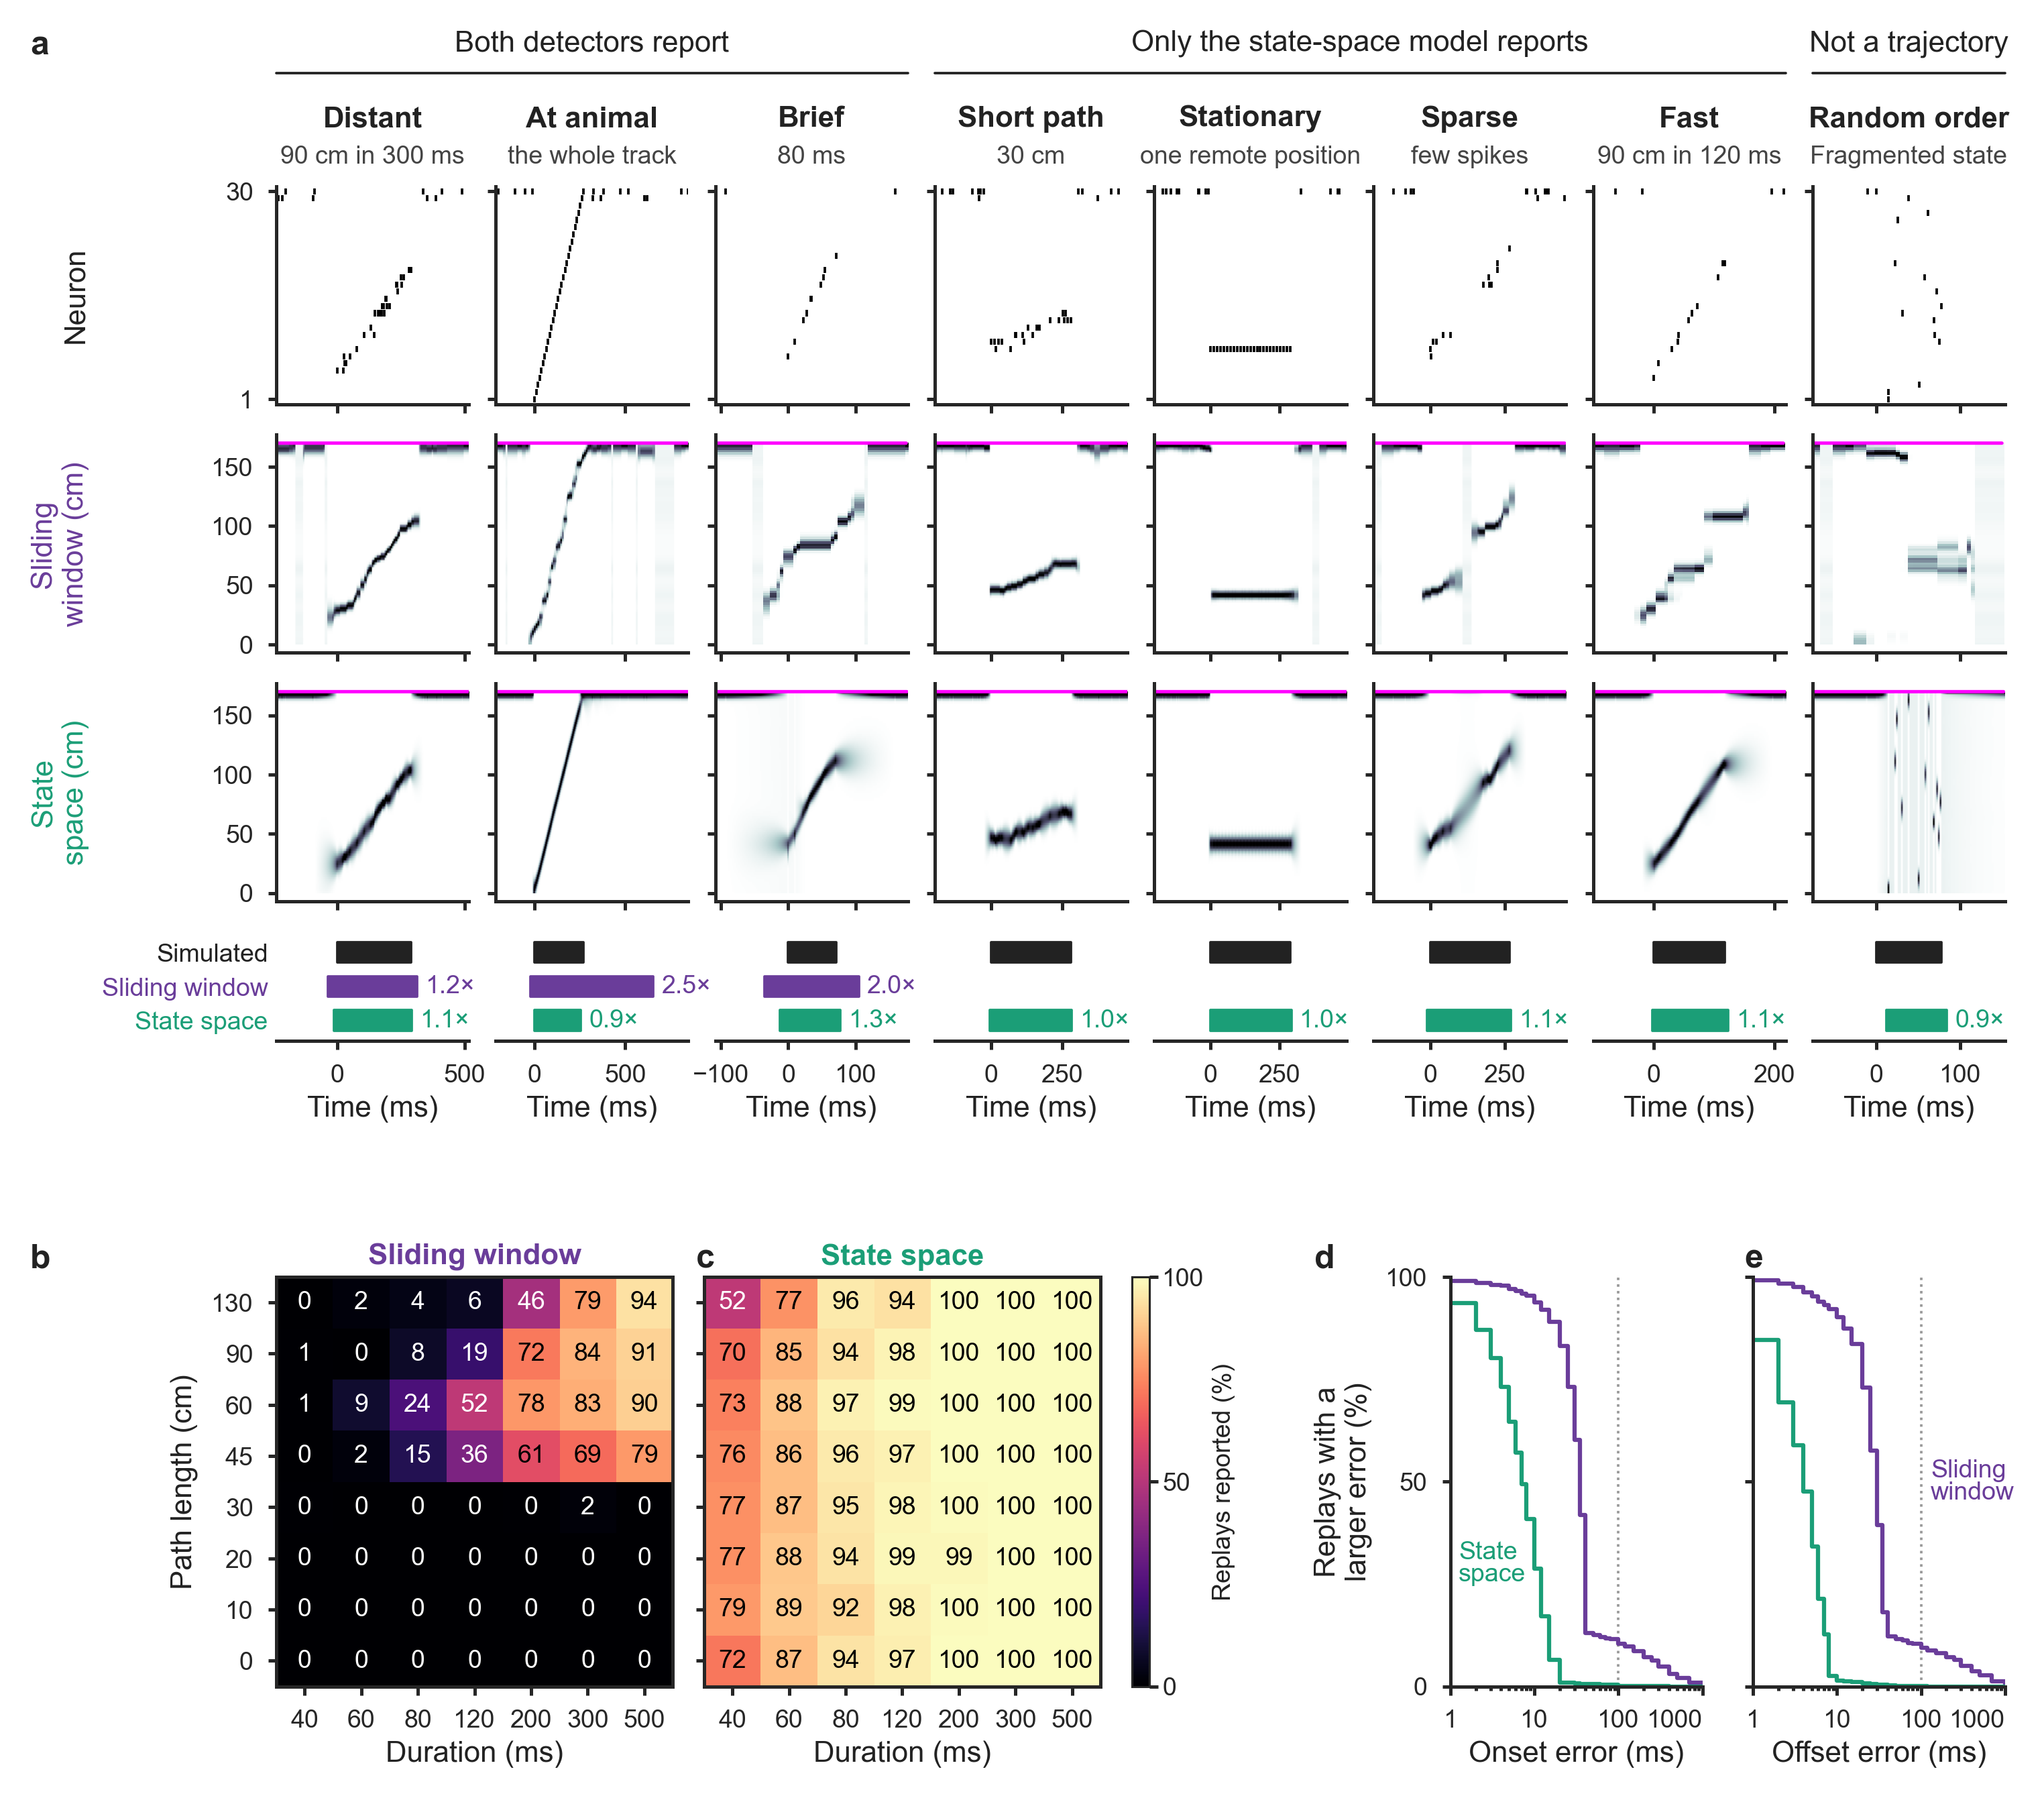 a
Both detectors report
Only the state-space model reports
Not a trajectory
Distant
At animal
Brief
Short path
Stationary
Sparse
Fast
Random order
90 cm in 300 ms
the whole track
80 ms
30 cm
one remote position
few spikes
90 cm in 120 ms
Fragmented state
Neuron
30
1
Sliding
window (cm)
150
100
50
0
State
space (cm)
150
100
50
0
Simulated
Sliding window
1.2×
2.5×
2.0×
State space
1.1×
0.9×
1.3×
1.0×
1.0×
1.1×
1.1×
0.9×
0 500
0 500
−100 0 100
0 250
0 250
0 250
0 200
0 100
Time (ms)
Time (ms)
Time (ms)
Time (ms)
Time (ms)
Time (ms)
Time (ms)
Time (ms)
b
Sliding window
Path length (cm)
130 0 2 4 6 46 79 94
90 1 0 8 19 72 84 91
60 1 9 24 52 78 83 90
45 0 2 15 36 61 69 79
30 0 0 0 0 0 2 0
20 0 0 0 0 0 0 0
10 0 0 0 0 0 0 0
0 0 0 0 0 0 0 0
40 60 80 120 200 300 500
Duration (ms)
c
State space
52 77 96 94 100 100 100
70 85 94 98 100 100 100
73 88 97 99 100 100 100
76 86 96 97 100 100 100
77 87 95 98 100 100 100
77 88 94 99 99 100 100
79 89 92 98 100 100 100
72 87 94 97 100 100 100
40 60 80 120 200 300 500
Duration (ms)
100
50
0
Replays reported (%)
d
Replays with a
larger error (%)
100
50
0
State
space
1 10 100 1000
Onset error (ms)
e
Sliding
window
1 10 100 1000
Offset error (ms)